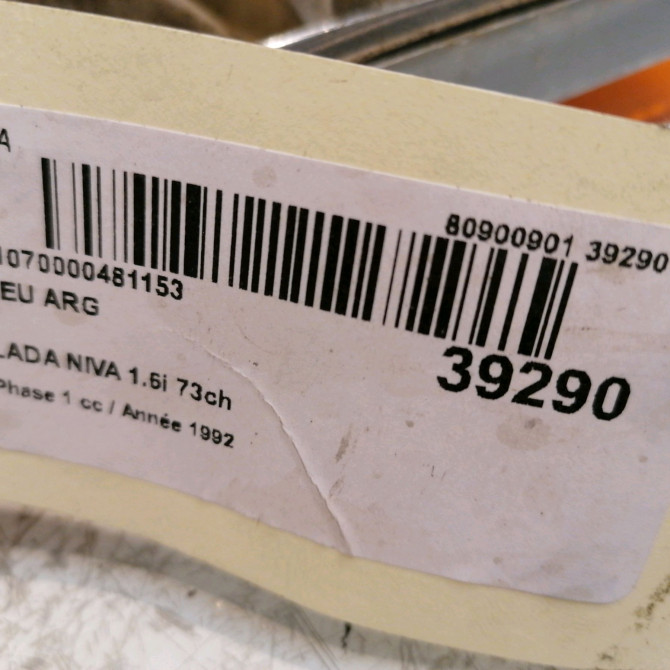 A
80900901 39290
1070000481153
EU ARG
39290
LADA NIVA 1.6i 73ch
Phase 1 cc / Année 1992